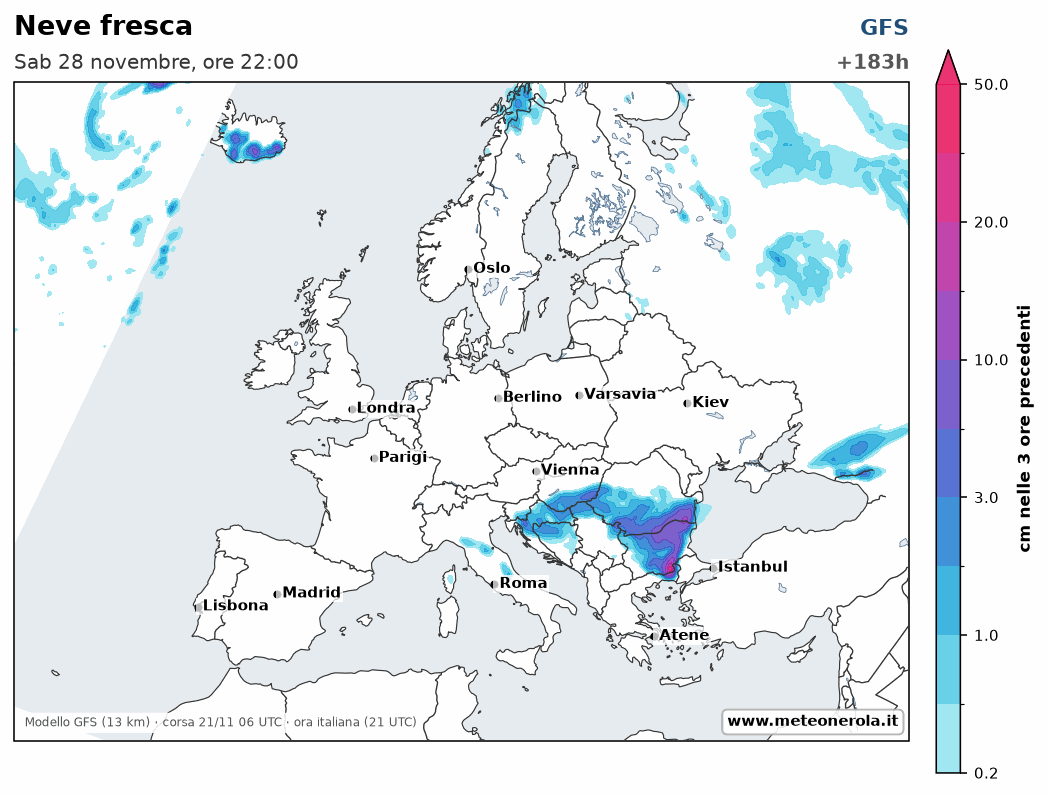 Neve fresca
GFS
Sab 28 novembre, ore 22:00
+183h
50.0
20.0
10.0
3.0
1.0
0.2
cm nelle 3 ore precedenti
Oslo
Berlino
Varsavia
Kiev
Londra
Parigi
Vienna
Istanbul
Roma
Madrid
Lisbona
Atene
Modello GFS (13 km) · corsa 21/11 06 UTC · ora italiana (21 UTC)
www.meteonerola.it